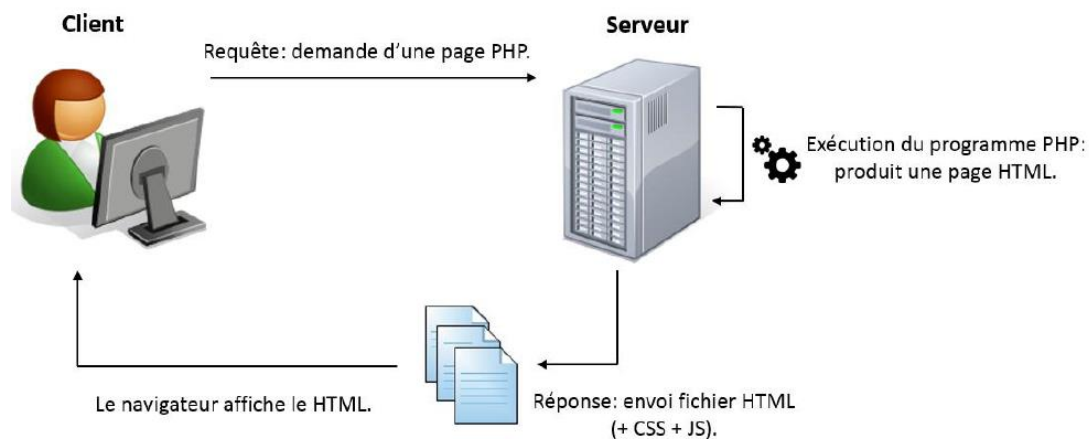 Client
Serveur
Requête: demande d'une page PHP.
Exécution du programme PHP:
produit une page HTML.
Le navigateur affiche le HTML.
Réponse: envoi fichier HTML
(+ CSS + JS).